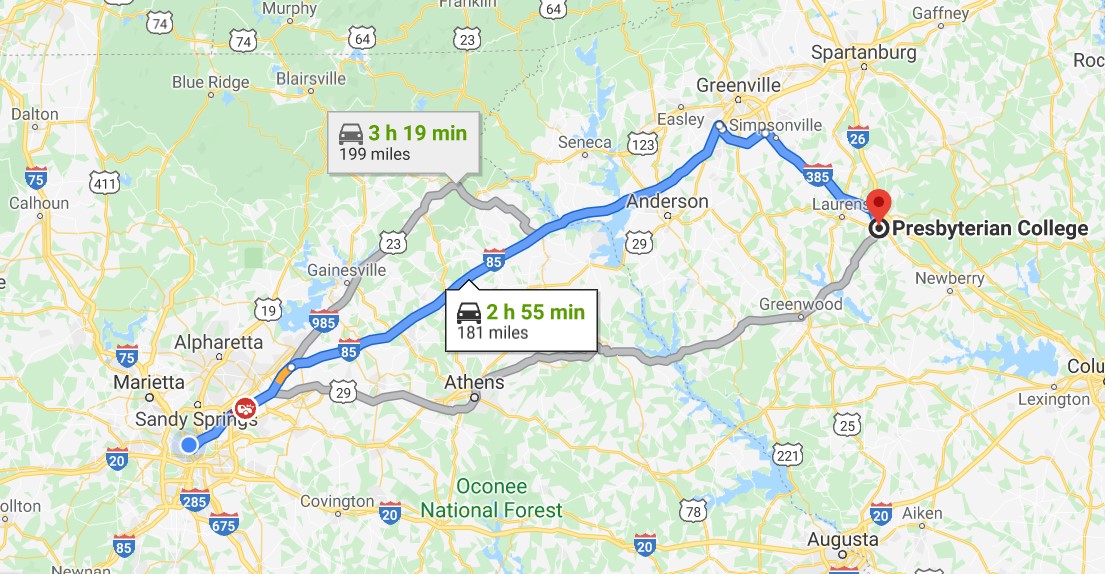 Murphy
Franklin
64
74
74
64
23
Gaffney
Spartanburg
Roc
Blue Ridge
Blairsville
Greenville
Dalton
3 h 19 min
199 miles
Easley
Simpsonville
26
Seneca
123
75
411
385
Calhoun
Anderson
Laurens
Presbyterian College
23
29
85
Gainesville
Newberry
19
985
2 h 55 min
181 miles
Greenwood
75
Alpharetta
85
Marietta
29
Athens
Colu
Lexington
Sandy Springs
25
20
221
285
675
Covington
20
Oconee
National Forest
78
20
Aiken
ollton
85
20
Augusta
Newnan